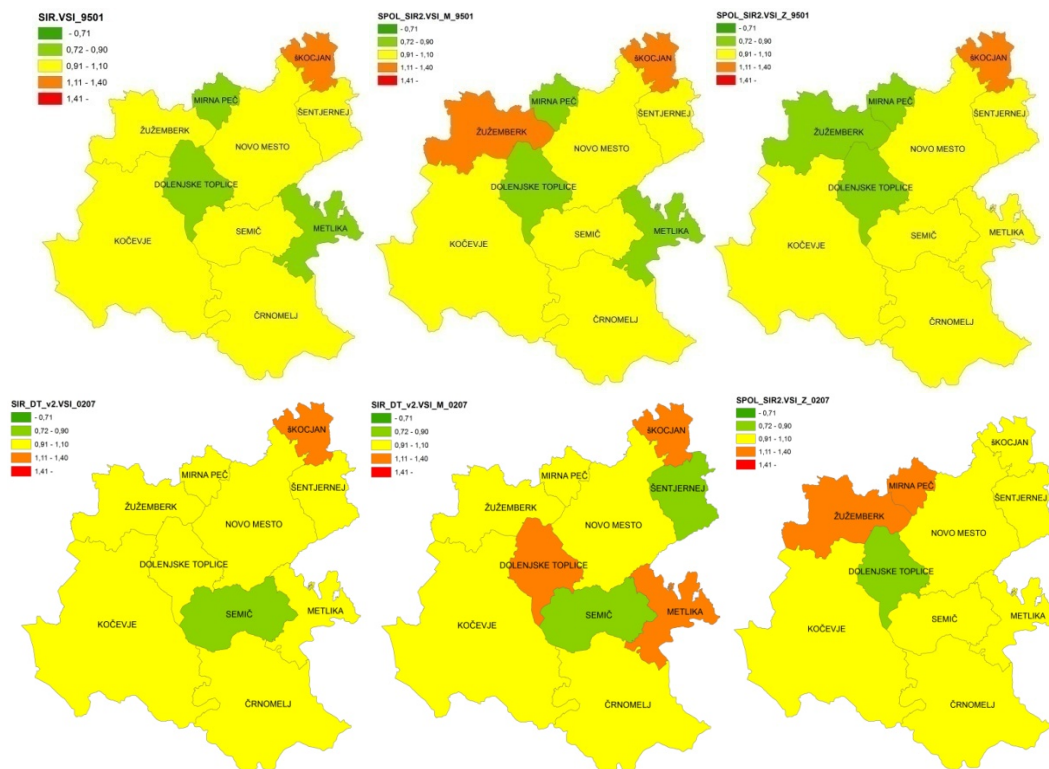 SIR.VSI_9501
- 0,71
0,72 - 0,90
0,91 - 1,10
1,11 - 1,40
1,41 -
šKOCJAN
MIRNA PEČ
ŠENTJERNEJ
ŽUŽEMBERK
NOVO MESTO
DOLENJSKE TOPLICE
METLIKA
SEMIČ
KOČEVJE
ČRNOMELJ
SPOL_SIR2.VSI_M_9501
- 0,71
0,72 - 0,90
0,91 - 1,10
1,11 - 1,40
1,41 -
šKOCJAN
MIRNA PEČ
ŠENTJERNEJ
ŽUŽEMBERK
NOVO MESTO
DOLENJSKE TOPLICE
METLIKA
SEMIČ
KOČEVJE
ČRNOMELJ
SPOL_SIR2.VSI_Z_9501
- 0,71
0,72 - 0,90
0,91 - 1,10
1,11 - 1,40
1,41 -
šKOCJAN
MIRNA PEČ
ŠENTJERNEJ
ŽUŽEMBERK
NOVO MESTO
DOLENJSKE TOPLICE
METLIKA
SEMIČ
KOČEVJE
ČRNOMELJ
SIR_DT_v2.VSI_0207
- 0,71
0,72 - 0,90
0,91 - 1,10
1,11 - 1,40
1,41 -
šKOCJAN
MIRNA PEČ
ŠENTJERNEJ
ŽUŽEMBERK
NOVO MESTO
DOLENJSKE TOPLICE
METLIKA
SEMIČ
KOČEVJE
ČRNOMELJ
SIR_DT_v2.VSI_M_0207
- 0,71
0,72 - 0,90
0,91 - 1,10
1,11 - 1,40
1,41 -
šKOCJAN
MIRNA PEČ
ŠENTJERNEJ
ŽUŽEMBERK
NOVO MESTO
DOLENJSKE TOPLICE
METLIKA
SEMIČ
KOČEVJE
ČRNOMELJ
SPOL_SIR2.VSI_Z_0207
- 0,71
0,72 - 0,90
0,91 - 1,10
1,11 - 1,40
1,41 -
šKOCJAN
MIRNA PEČ
ŠENTJERNEJ
ŽUŽEMBERK
NOVO MESTO
DOLENJSKE TOPLICE
METLIKA
SEMIČ
KOČEVJE
ČRNOMELJ